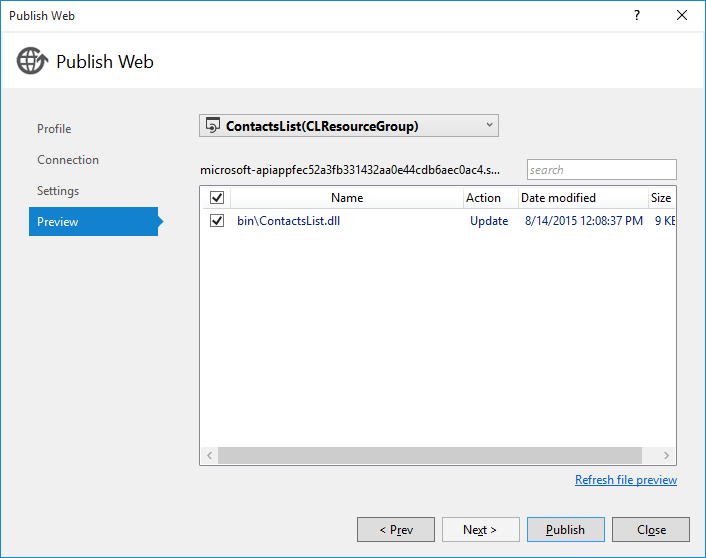 Publish Web
?
Publish Web
Profile
Connection
Settings
Preview
ContactsList(CLResourceGroup)
microsoft-apiappfec52a3fb331432aa0e44cdb6aec0ac4.s...
search
Name Action Date modified Size
bin\ContactsList.dll Update 8/14/2015 12:08:37 PM 9 KB
Refresh file preview
< Prev Next > Publish Close